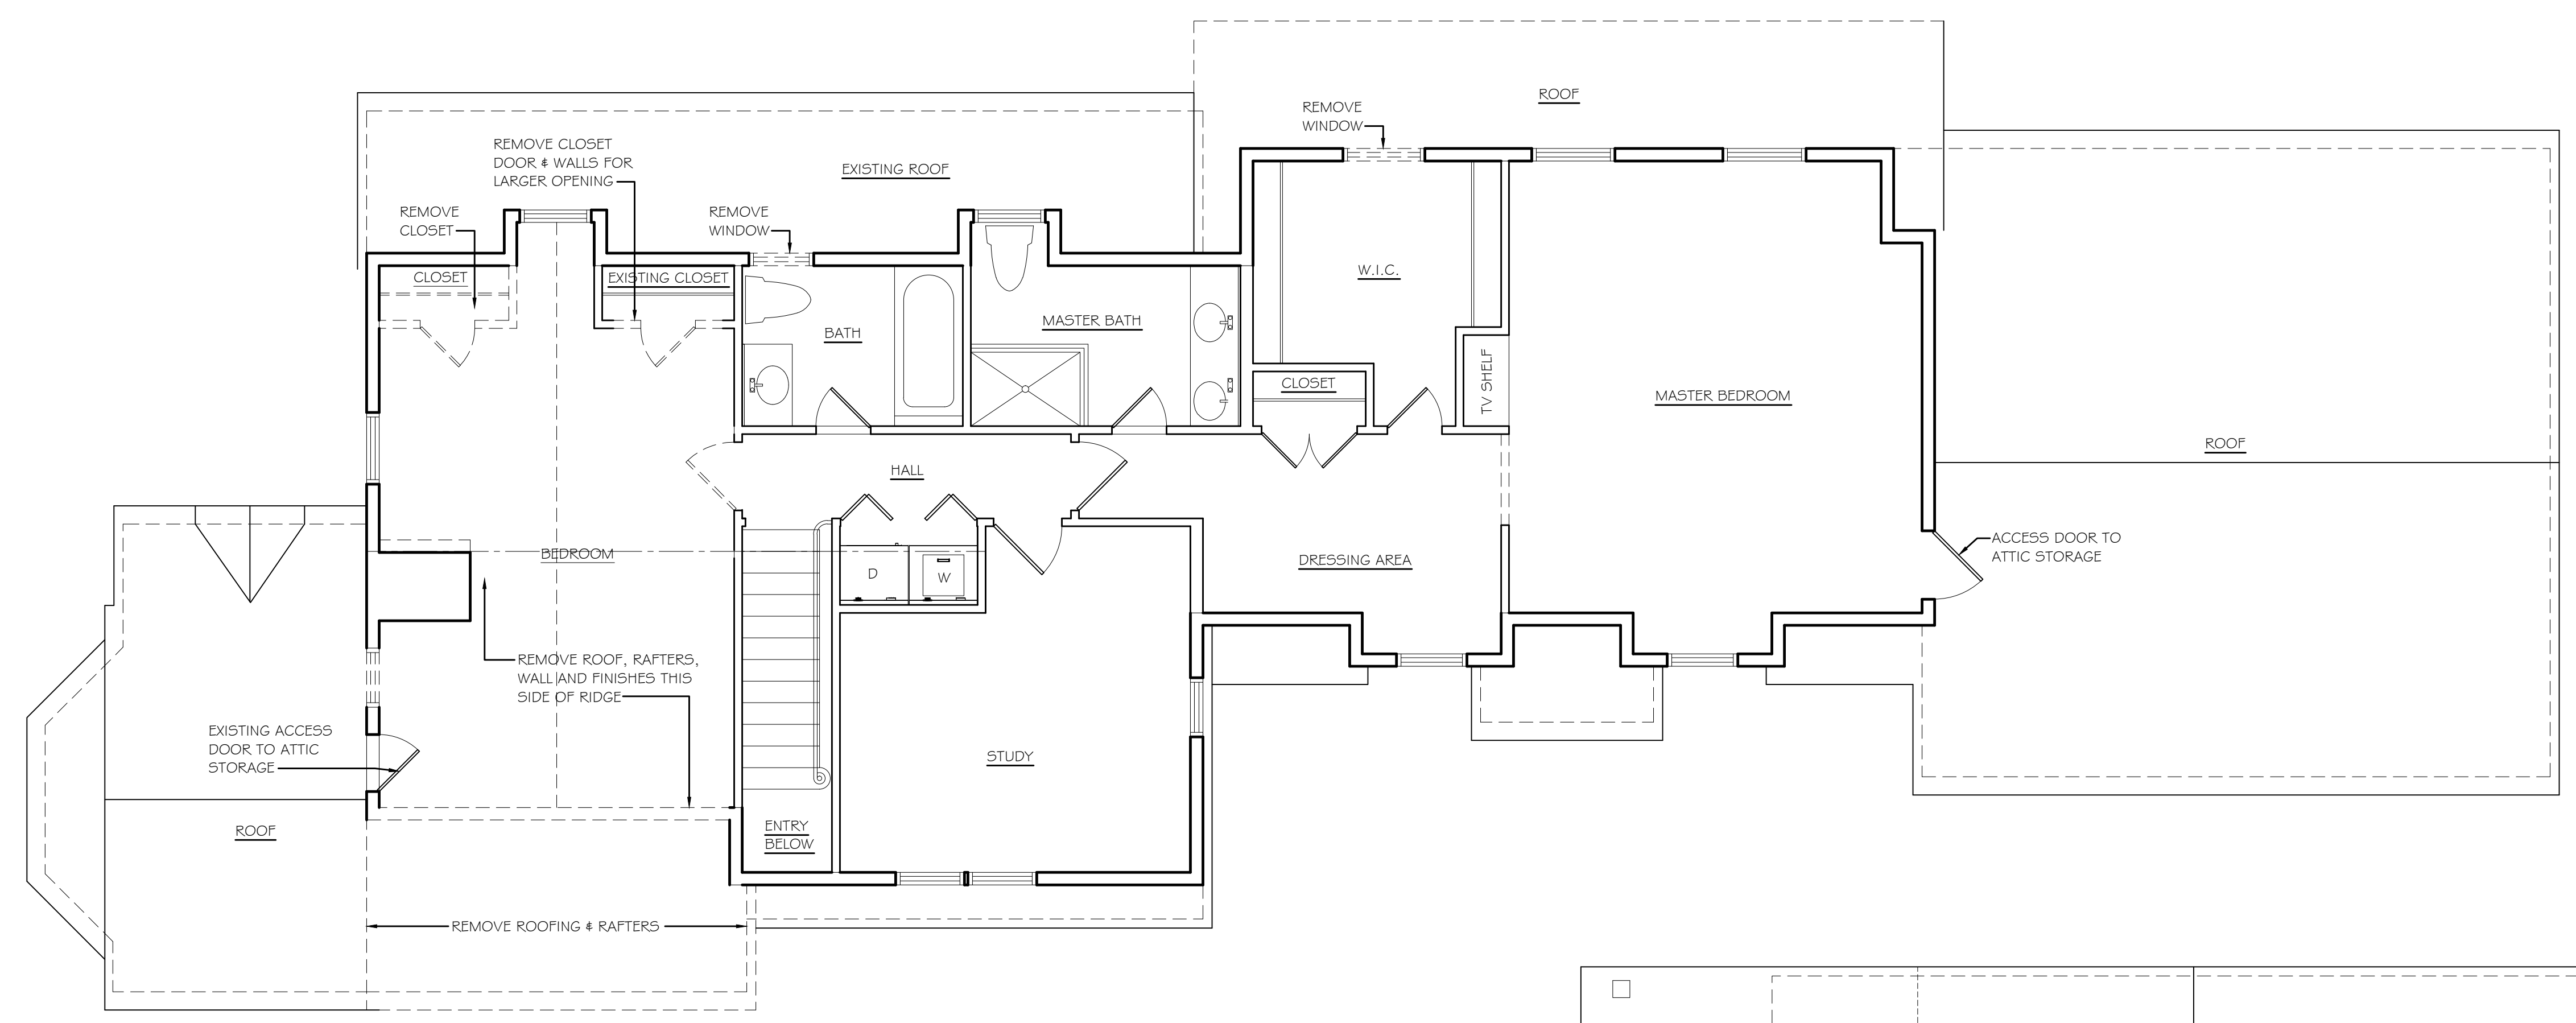 ROOF
REMOVE
WINDOW
REMOVE CLOSET
DOOR & WALLS FOR
LARGER OPENING
EXISTING ROOF
REMOVE
CLOSET
REMOVE
WINDOW
CLOSET
EXISTING CLOSET
W.I.C.
BATH
MASTER BATH
CLOSET
TV SHELF
MASTER BEDROOM
ROOF
HALL
BEDROOM
DRESSING AREA
ACCESS DOOR TO
ATTIC STORAGE
D
W
REMOVE ROOF, RAFTERS,
WALL AND FINISHES THIS
SIDE OF RIDGE
EXISTING ACCESS
DOOR TO ATTIC
STORAGE
STUDY
ROOF
ENTRY
BELOW
REMOVE ROOFING & RAFTERS